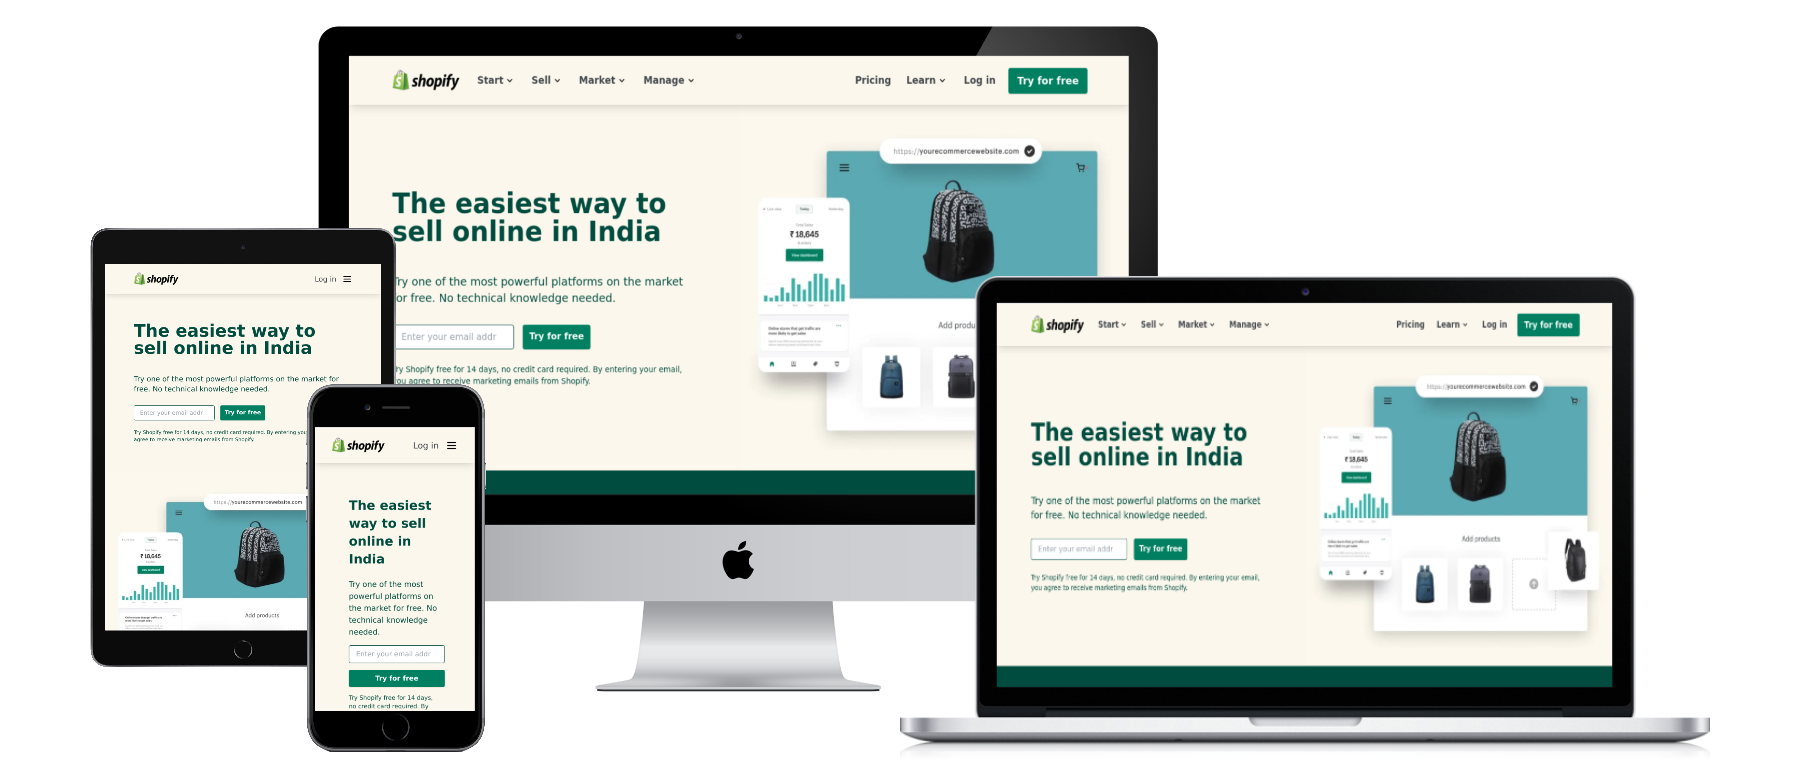 shopify Start Sell Market Manage Pricing Learn Log in Try for free
https://yourecommercewebsite.com
The easiest way to
sell online in India
Try one of the most powerful platforms on the market
for free. No technical knowledge needed.
Enter your email addr Try for free
Try Shopify free for 14 days, no credit card required. By entering your email,
you agree to receive marketing emails from Shopify.
Today
Total Sales
₹ 18,645
View dashboard
Add produ
shopify Log in
The easiest way to
sell online in India
Try one of the most powerful platforms on the market for
free. No technical knowledge needed.
Enter your email addr Try for free
Try Shopify free for 14 days, no credit card required. By entering you
agree to receive marketing emails from Shopify.
https://yourecommercewebsite.com
Today
₹ 18,645
Add products
shopify Log in
The easiest
way to sell
online in
India
Try one of the most
powerful platforms on
the market for free. No
technical knowledge
needed.
Enter your email addr
Try for free
Try Shopify free for 14 days,
no credit card required. By
shopify Start Sell Market Manage Pricing Learn Log in Try for free
https://yourecommercewebsite.com
The easiest way to
sell online in India
Try one of the most powerful platforms on the market
for free. No technical knowledge needed.
Enter your email addr Try for free
Try Shopify free for 14 days, no credit card required. By entering your email,
you agree to receive marketing emails from Shopify.
Today
₹ 18,645
Add products